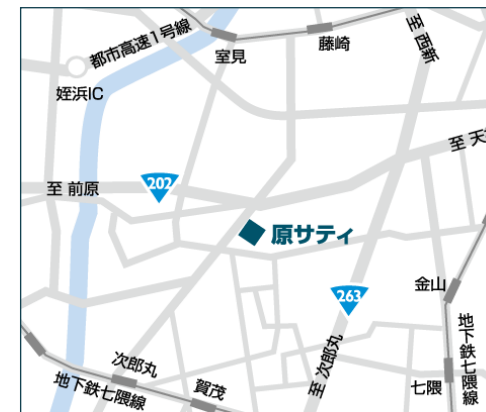 都市高速1号線
室見
藤崎
至 西新
姪浜IC
至 天
至 前原
202
原サティ
263
金山
地下鉄七隈線
次郎丸
地下鉄七隈線
賀茂
至 次郎丸
七隈